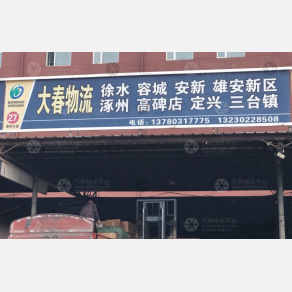 大春物流
徐水 容城 安新 雄安新区
涿州 高碑店 定兴 三台镇
27
电话：13780317775 13230228508